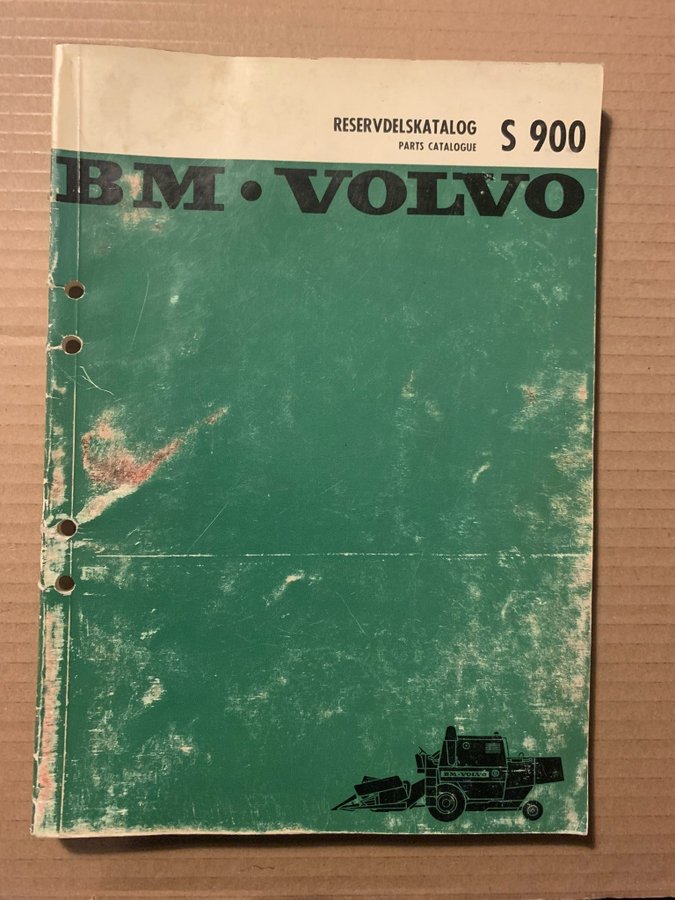 RESERVDELSKATALOG S 900
PARTS CATALOGUE
BM • VOLVO
BM-VOLVO